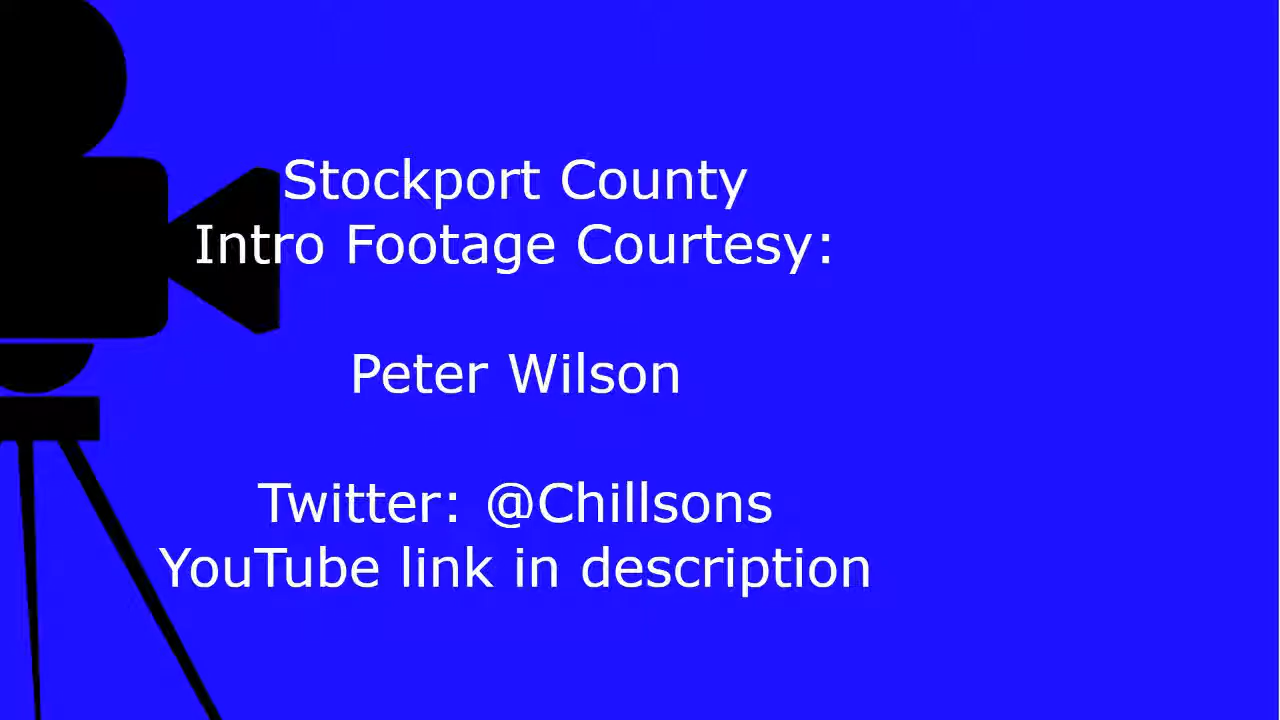 Stockport County
Intro Footage Courtesy:
Peter Wilson
Twitter: @Chillsons
YouTube link in description